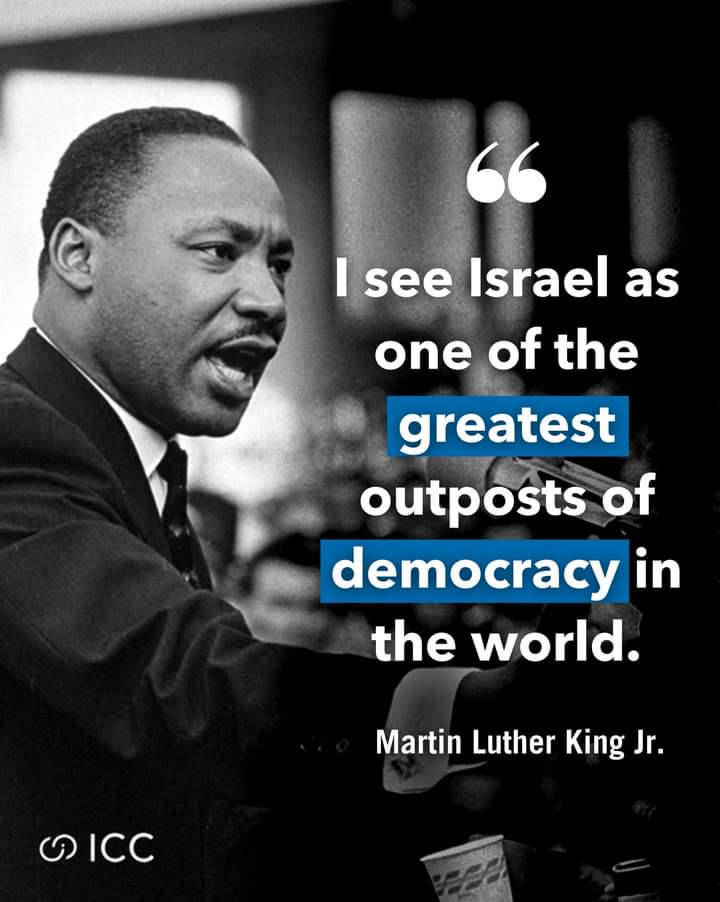 “
I see Israel as
one of the
greatest
outposts of
democracy in
the world.
Martin Luther King Jr.
ICC